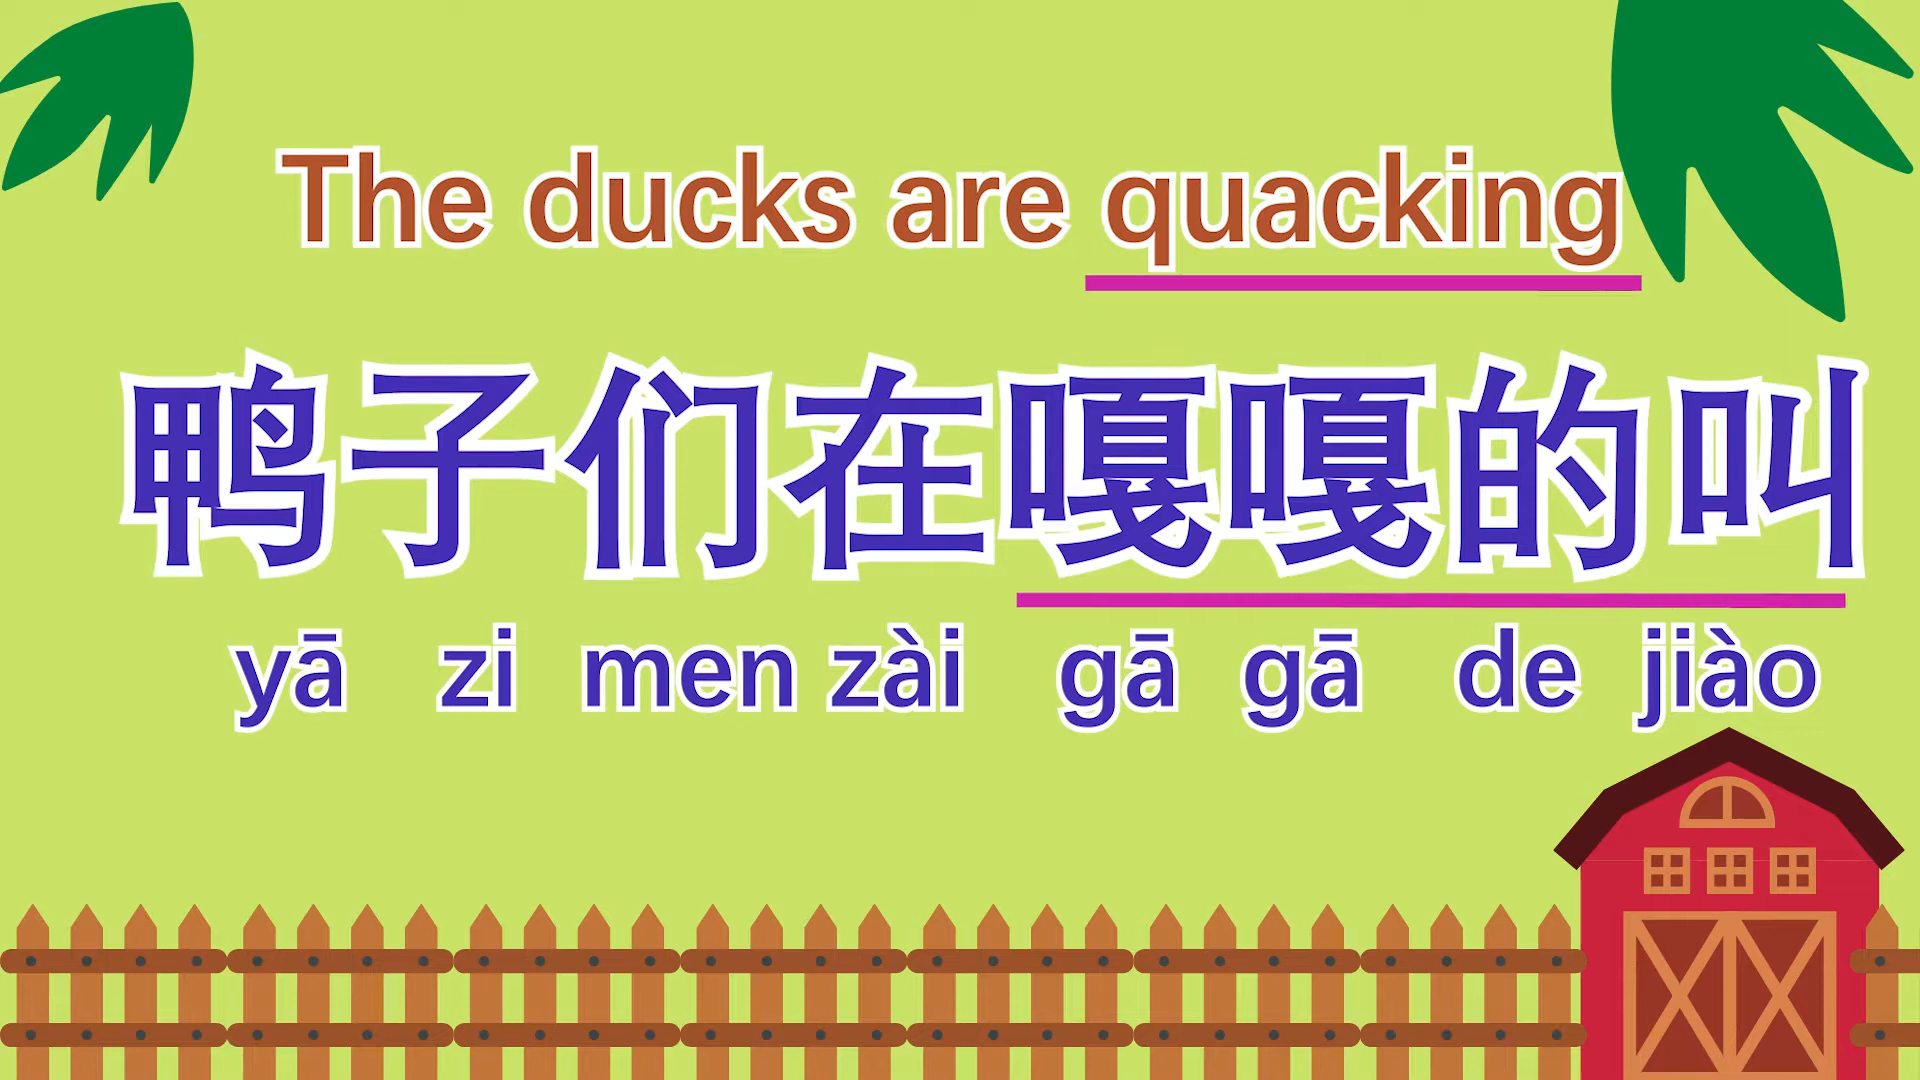 The ducks are quacking
鸭子们在嘎嘎的叫
yā zi men zài gā gā de jiào